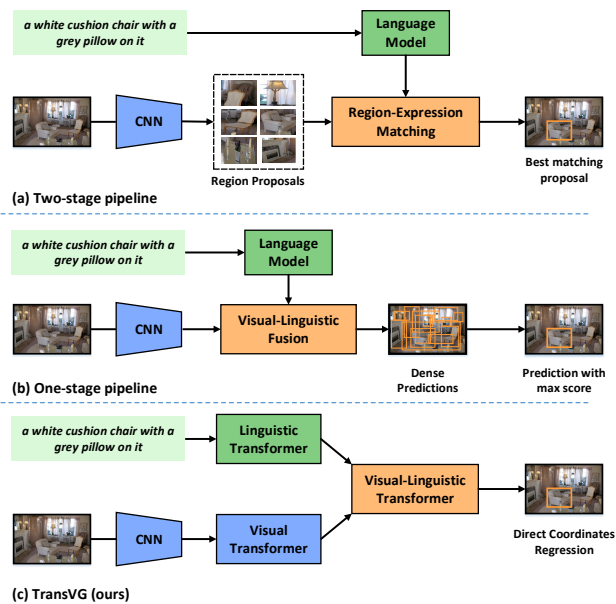 a white cushion chair with a
grey pillow on it
Language
Model
CNN
Region-Expression
Matching
Region Proposals
Best matching
proposal
(a) Two-stage pipeline
a white cushion chair with a
grey pillow on it
Language
Model
CNN
Visual-Linguistic
Fusion
Dense
Predictions
Prediction with
max score
(b) One-stage pipeline
a white cushion chair with a
grey pillow on it
Linguistic
Transformer
Visual-Linguistic
Transformer
CNN
Visual
Transformer
Direct Coordinates
Regression
(c) TransVG (ours)